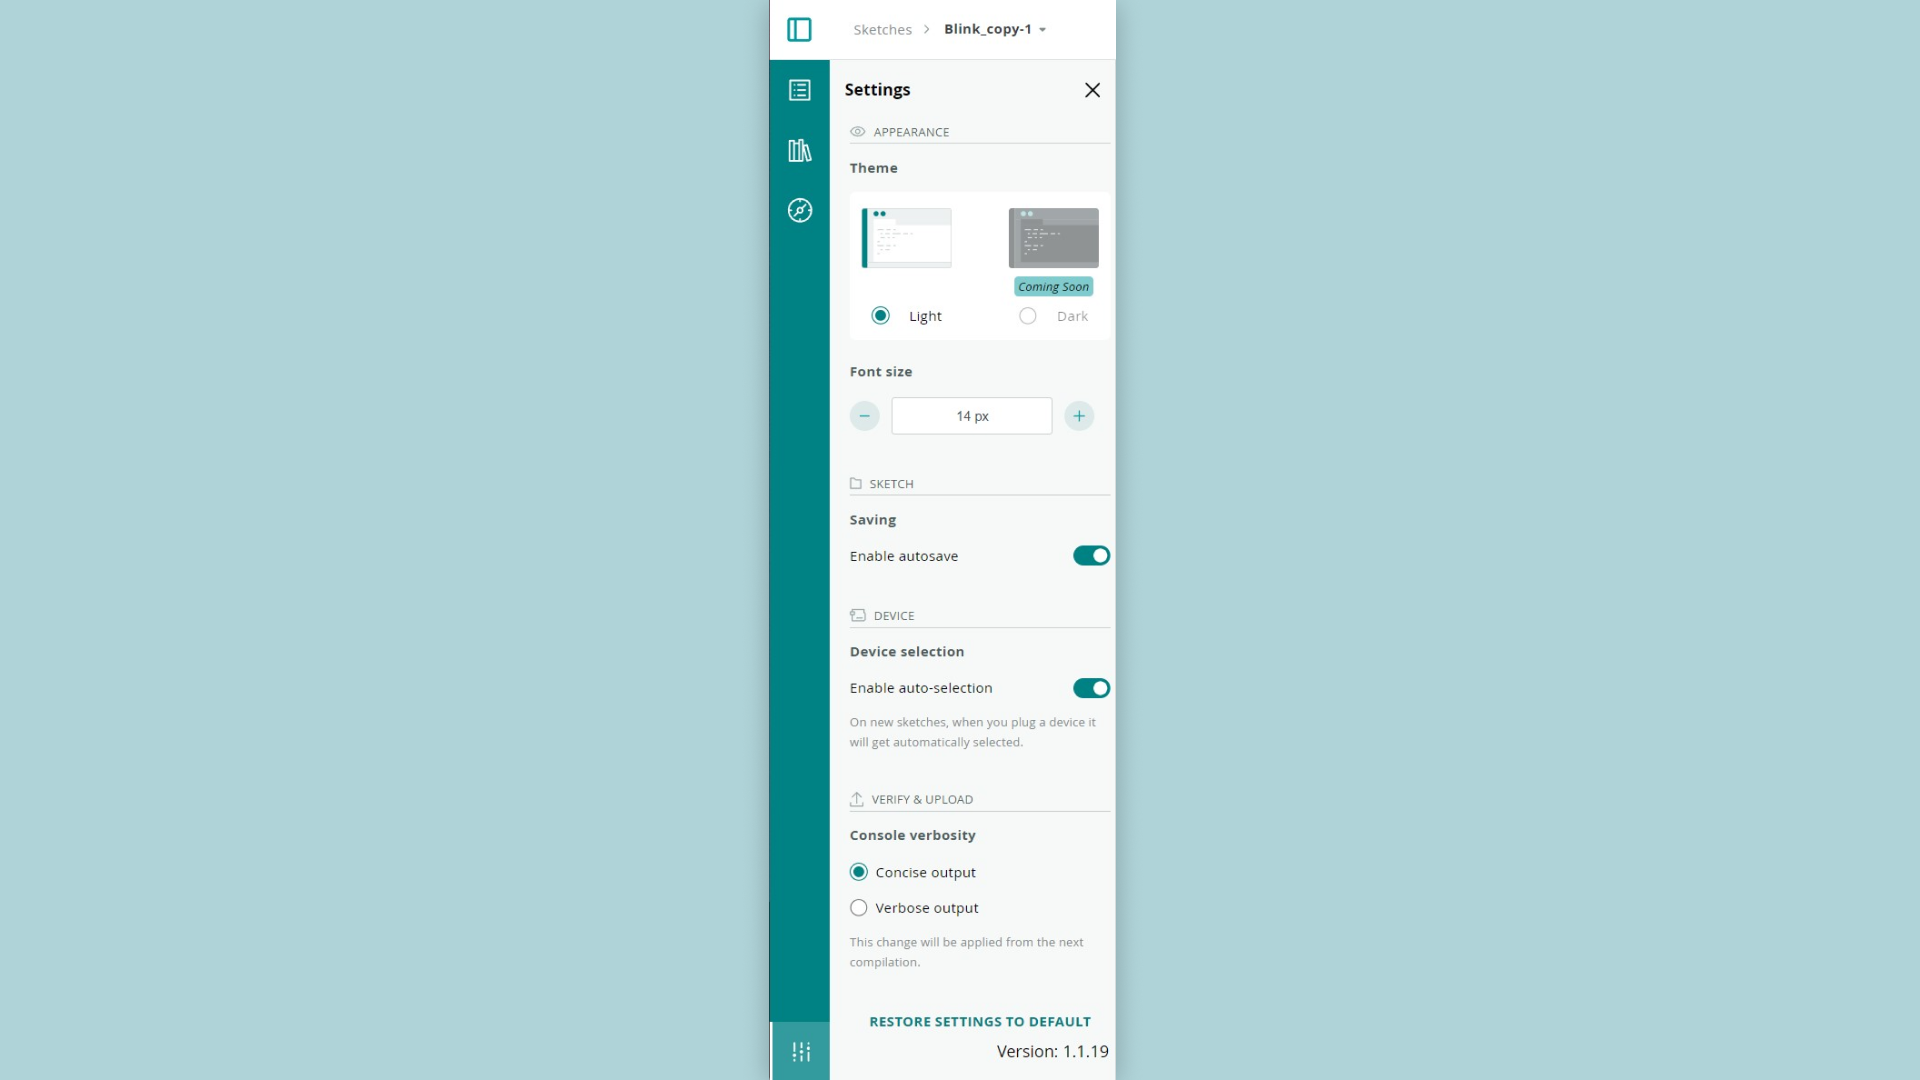 Sketches > Blink_copy-1
Settings
APPEARANCE
Theme
Coming Soon
Light
Dark
Font size
14 px
SKETCH
Saving
Enable autosave
DEVICE
Device selection
Enable auto-selection
On new sketches, when you plug a device it
will get automatically selected.
VERIFY & UPLOAD
Console verbosity
Concise output
Verbose output
This change will be applied from the next
compilation.
RESTORE SETTINGS TO DEFAULT
Version: 1.1.19